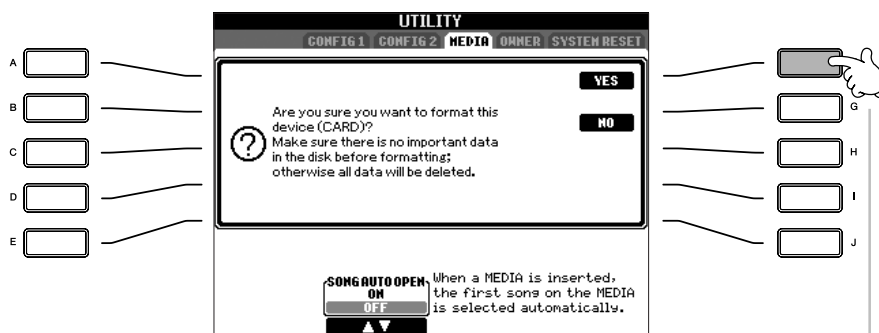 UTILITY
CONFIG 1 CONFIG 2 MEDIA OWNER SYSTEM RESET
A
YES
B
G
Are you sure you want to format this
device (CARD)?
NO
Make sure there is no important data
in the disk before formatting;
otherwise all data will be deleted.
C
H
D
I
E
J
SONG AUTO OPEN
ON
OFF
When a MEDIA is inserted,
the first song on the MEDIA
is selected automatically.